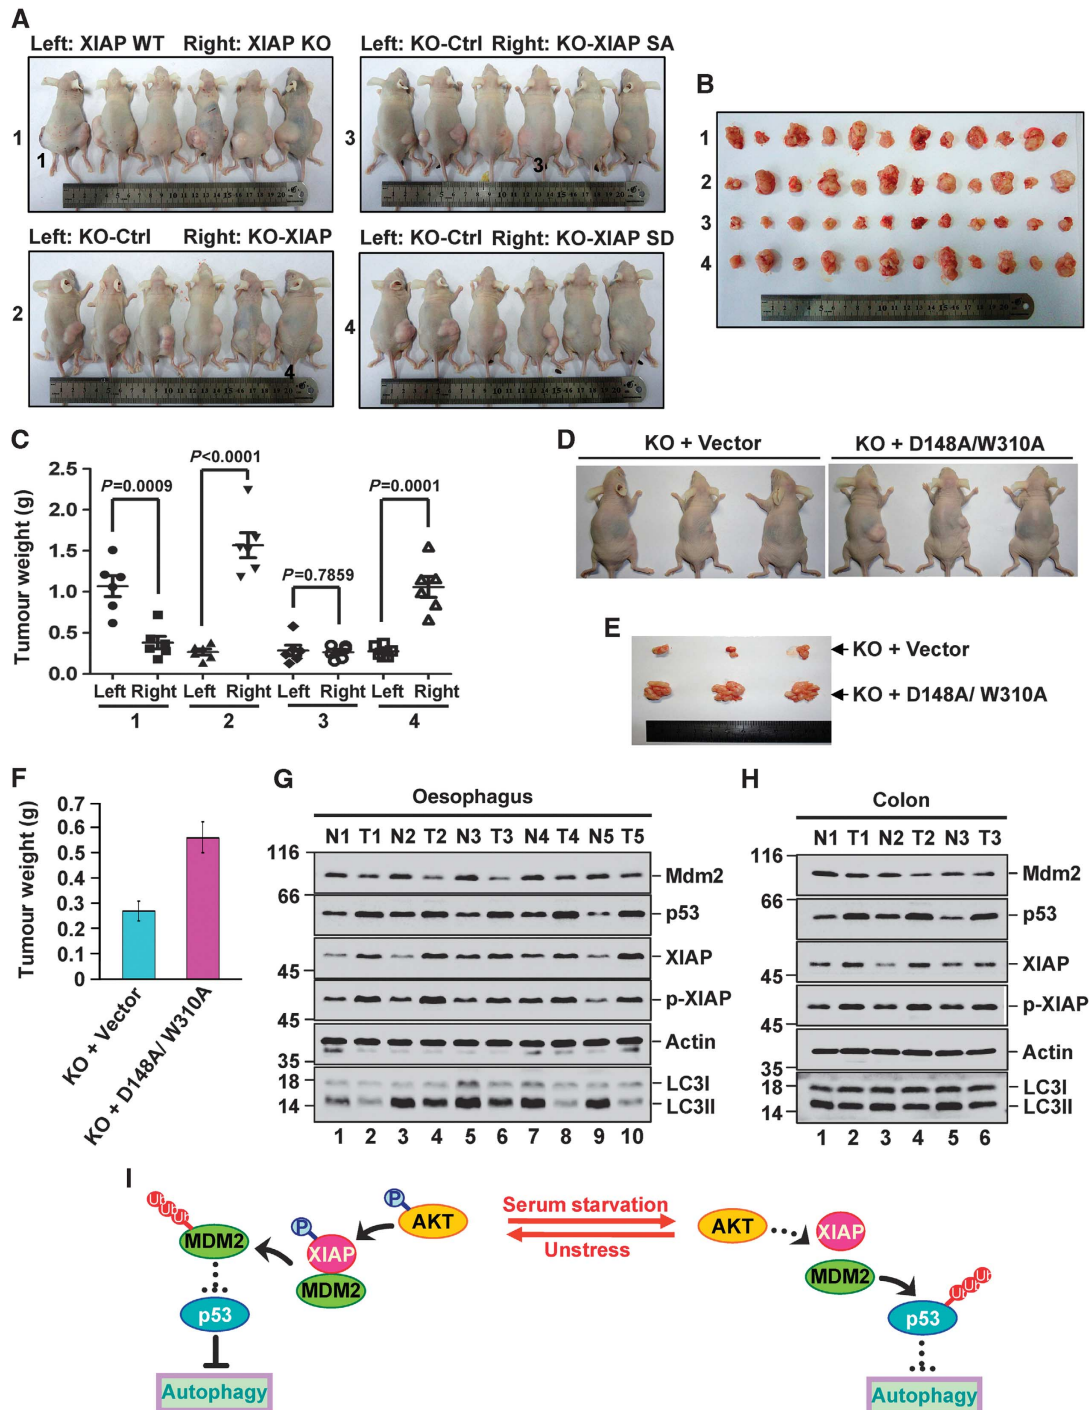 A
Left: XIAP WT Right: XIAP KO
Left: KO-Ctrl Right: KO-XIAP SA
1
1
3
3
Left: KO-Ctrl Right: KO-XIAP
Left: KO-Ctrl Right: KO-XIAP SD
2
4
4
B
1
2
3
4
C
Tumour weight (g)
2.5
2.0
1.5
1.0
0.5
0.0
P=0.0009
P<0.0001
P=0.7859
P=0.0001
Left Right Left Right Left Right Left Right
1 2 3 4
D
KO + Vector KO + D148A/W310A
E
KO + Vector
KO + D148A/ W310A
F
Tumour weight (g)
0.7
0.6
0.5
0.4
0.3
0.2
0.1
0
KO + Vector
KO + D148A/ W310A
G
Oesophagus
N1 T1 N2 T2 N3 T3 N4 T4 N5 T5
116
Mdm2
66
p53
XIAP
45
p-XIAP
45
Actin
35
18
LC3I
14
LC3II
1 2 3 4 5 6 7 8 9 10
H
Colon
N1 T1 N2 T2 N3 T3
116
Mdm2
66
p53
XIAP
45
p-XIAP
45
Actin
35
18
LC3I
14
LC3II
1 2 3 4 5 6
I
Ut Ut Ut
MDM2
p53
Autophagy
P
XIAP
MDM2
P
AKT
Serum starvation
Unstress
AKT
XIAP
MDM2
Ut Ut Ut
p53
Autophagy